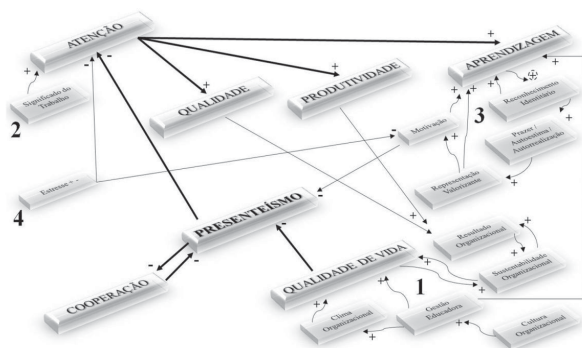 ATENÇÃO
APRENDIZAGEM
+
+
+
+
-
-
Significado do
Trabalho
2
QUALIDADE
PRODUTIVIDADE
3
Reconhecimento
Identitário
Motivação
Prazer /
Autoestima /
Autorrealização
Representação
Valorizante
4
PRESENTEÍSMO
-
-
-
-
COOPERAÇÃO
QUALIDADE DE VIDA
Resultado
Organizacional
Sustentabilidade
Organizacional
1
Clima
Organizacional
Gestão
Educadora
Cultura
Organizacional